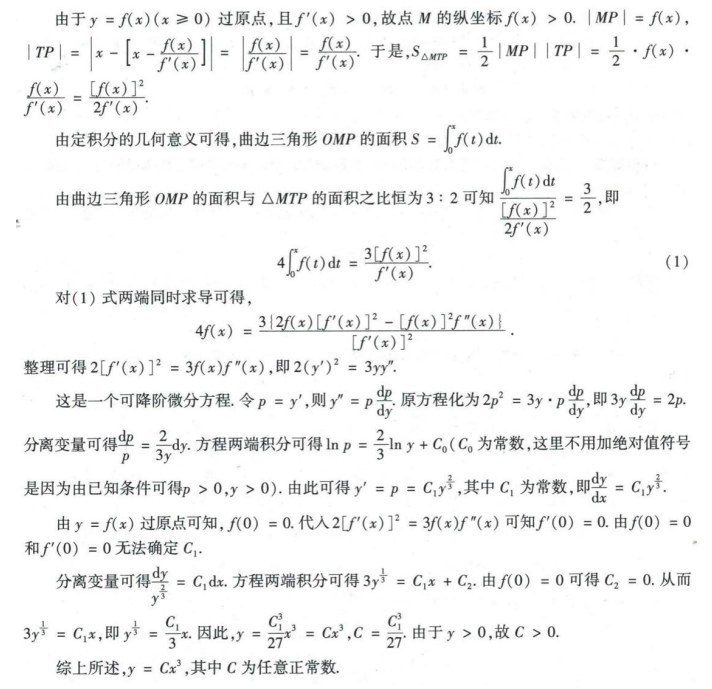 由于 y = f(x)(x ⩾ 0) 过原点,且 f′(x) > 0,故点 M 的纵坐标 f(x) > 0. |MP| = f(x),
|TP| = |x − [x − f(x)/f′(x)]| = |f(x)/f′(x)| = f(x)/f′(x). 于是,S△MTP = 1/2 |MP| |TP| = 1/2 · f(x) ·
f(x)/f′(x) = [f(x)]²/2f′(x).
由定积分的几何意义可得,曲边三角形 OMP 的面积 S = ∫₀ˣ f(t)dt.
由曲边三角形 OMP 的面积与 △MTP 的面积之比恒为 3 : 2 可知 ∫₀ˣ f(t)dt / ([f(x)]²/2f′(x)) = 3/2,即
4∫₀ˣ f(t)dt = 3[f(x)]²/f′(x). (1)
对(1) 式两端同时求导可得,
4f(x) = 3{2f(x)[f′(x)]² − [f(x)]²f″(x)}/[f′(x)]² .
整理可得 2[f′(x)]² = 3f(x)f″(x),即 2(y′)² = 3yy″.
这是一个可降阶微分方程. 令 p = y′,则 y″ = p dp/dy. 原方程化为 2p² = 3y · p dp/dy,即 3y dp/dy = 2p.
分离变量可得 dp/p = 2/3y dy. 方程两端积分可得 ln p = 2/3 ln y + C₀(C₀ 为常数,这里不用加绝对值符号
是因为由已知条件可得p > 0,y > 0). 由此可得 y′ = p = C₁y^(2/3),其中 C₁ 为常数,即 dy/dx = C₁y^(2/3).
由 y = f(x) 过原点可知, f(0) = 0. 代入 2[f′(x)]² = 3f(x)f″(x) 可知 f′(0) = 0. 由 f(0) = 0
和 f′(0) = 0 无法确定 C₁.
分离变量可得 dy/y^(2/3) = C₁dx. 方程两端积分可得 3y^(1/3) = C₁x + C₂. 由 f(0) = 0 可得 C₂ = 0. 从而
3y^(1/3) = C₁x,即 y^(1/3) = C₁/3 x. 因此,y = C₁³/27 x³ = Cx³,C = C₁³/27. 由于 y > 0,故 C > 0.
综上所述,y = Cx³,其中 C 为任意正常数.